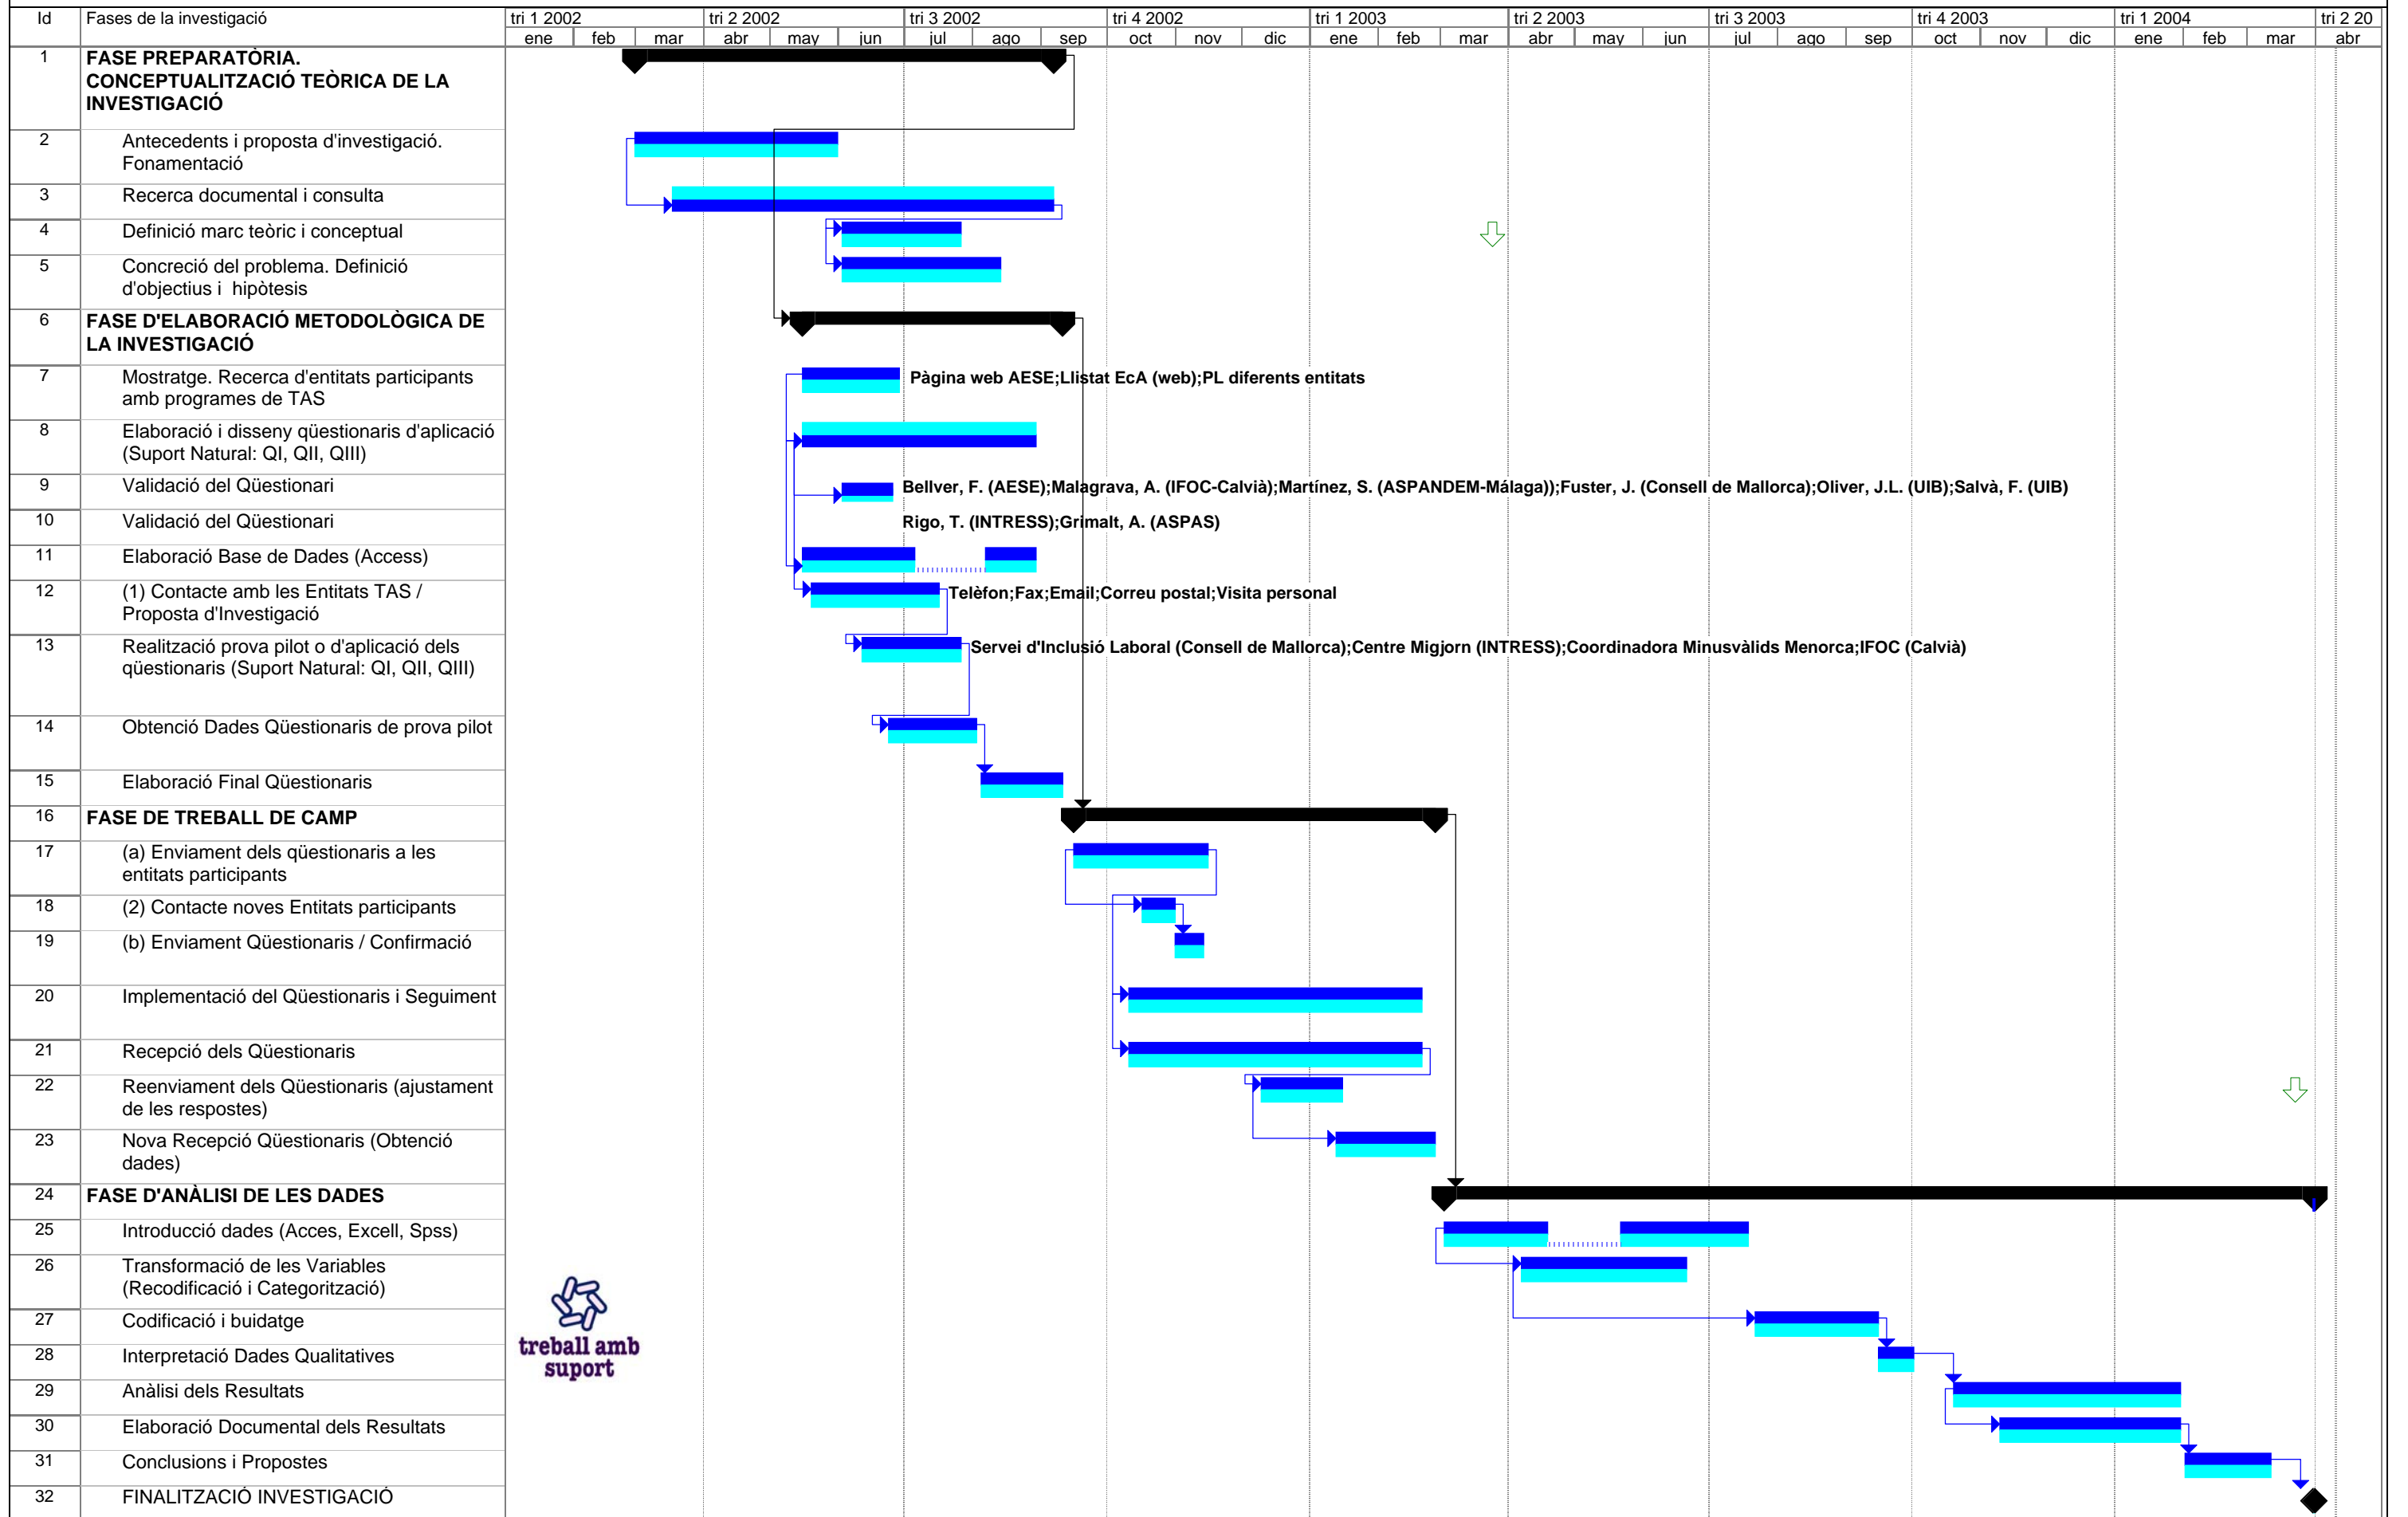 Id Fases de la investigació tri 1 2002 tri 2 2002 tri 3 2002 tri 4 2002 tri 1 2003 tri 2 2003 tri 3 2003 tri 4 2003 tri 1 2004 tri 2 20
ene feb mar abr may jun jul ago sep oct nov dic ene feb mar abr may jun jul ago sep oct nov dic ene feb mar abr
1 FASE PREPARATÒRIA.
CONCEPTUALITZACIÓ TEÒRICA DE LA
INVESTIGACIÓ
2 Antecedents i proposta d'investigació.
Fonamentació
3 Recerca documental i consulta
4 Definició marc teòric i conceptual
5 Concreció del problema. Definició
d'objectius i hipòtesis
6 FASE D'ELABORACIÓ METODOLÒGICA DE
LA INVESTIGACIÓ
7 Mostratge. Recerca d'entitats participants Pàgina web AESE;Llistat EcA (web);PL diferents entitats
amb programes de TAS
8 Elaboració i disseny qüestionaris d'aplicació
(Suport Natural: QI, QII, QIII)
9 Validació del Qüestionari Bellver, F. (AESE);Malagrava, A. (IFOC-Calvià);Martínez, S. (ASPANDEM-Málaga));Fuster, J. (Consell de Mallorca);Oliver, J.L. (UIB);Salvà, F. (UIB)
10 Validació del Qüestionari Rigo, T. (INTRESS);Grimalt, A. (ASPAS)
11 Elaboració Base de Dades (Access)
12 (1) Contacte amb les Entitats TAS / Telèfon;Fax;Email;Correu postal;Visita personal
Proposta d'Investigació
13 Realització prova pilot o d'aplicació dels Servei d'Inclusió Laboral (Consell de Mallorca);Centre Migjorn (INTRESS);Coordinadora Minusvàlids Menorca;IFOC (Calvià)
qüestionaris (Suport Natural: QI, QII, QIII)
14 Obtenció Dades Qüestionaris de prova pilot
15 Elaboració Final Qüestionaris
16 FASE DE TREBALL DE CAMP
17 (a) Enviament dels qüestionaris a les
entitats participants
18 (2) Contacte noves Entitats participants
19 (b) Enviament Qüestionaris / Confirmació
20 Implementació del Qüestionaris i Seguiment
21 Recepció dels Qüestionaris
22 Reenviament dels Qüestionaris (ajustament
de les respostes)
23 Nova Recepció Qüestionaris (Obtenció
dades)
24 FASE D'ANÀLISI DE LES DADES
25 Introducció dades (Acces, Excell, Spss)
26 Transformació de les Variables
(Recodificació i Categorització)
27 Codificació i buidatge
treball amb
suport
28 Interpretació Dades Qualitatives
29 Anàlisi dels Resultats
30 Elaboració Documental dels Resultats
31 Conclusions i Propostes
32 FINALITZACIÓ INVESTIGACIÓ